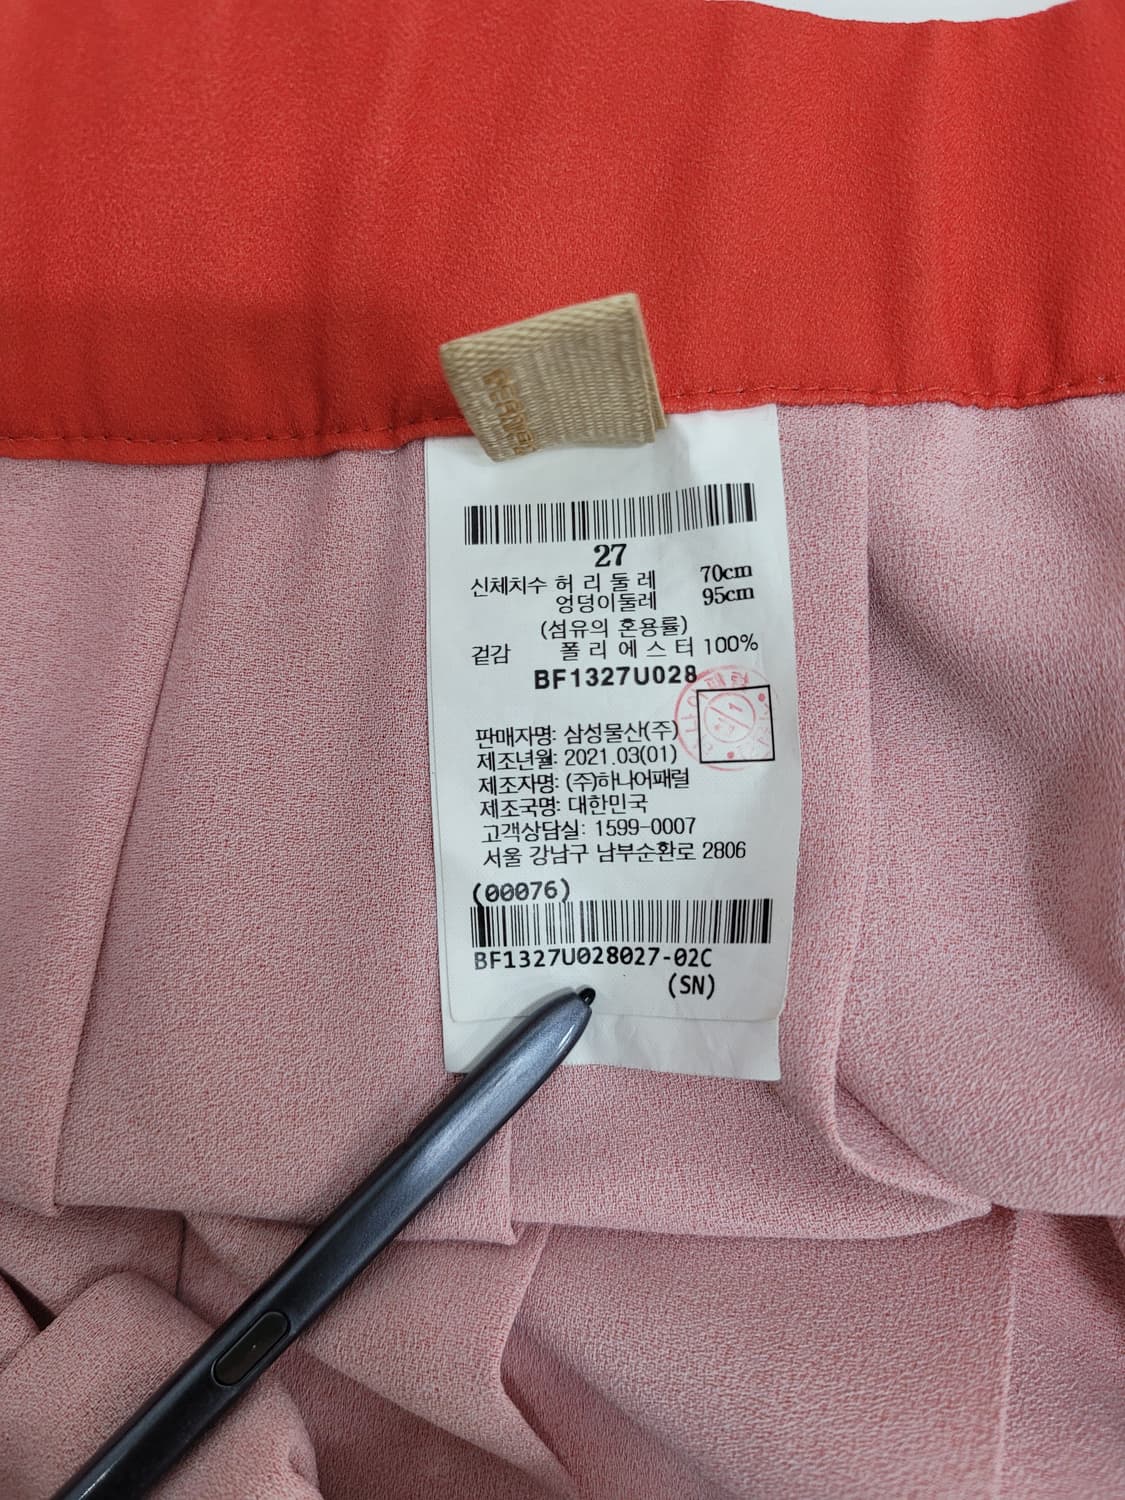 27
신체치수 허리둘레 70cm
엉덩이둘레 95cm
(섬유의 혼용률)
겉감 폴리에스터 100%
BF1327U028
판매자명: 삼성물산(주)
제조년월: 2021.03(01)
제조자명: (주)하나어패럴
제조국명: 대한민국
고객상담실: 1599-0007
서울 강남구 남부순환로 2806
(00076)
BF1327U028027-02C
(SN)